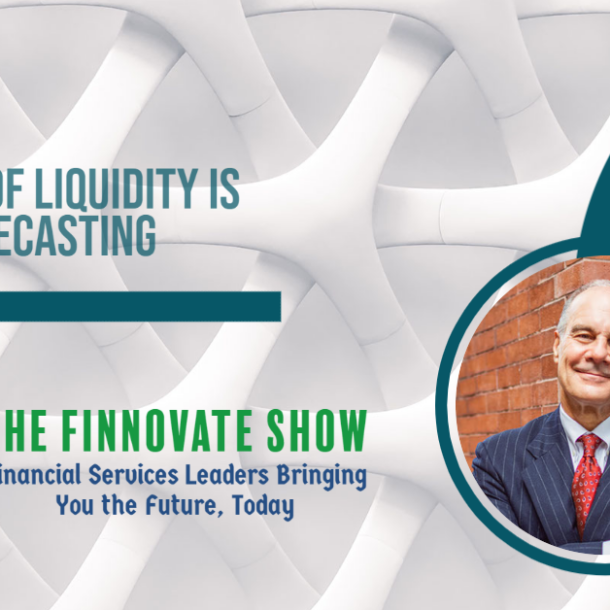 OF LIQUIDITY IS
ECASTING
HE FINNOVATE SHOW
inancial Services Leaders Bringing
You the Future, Today